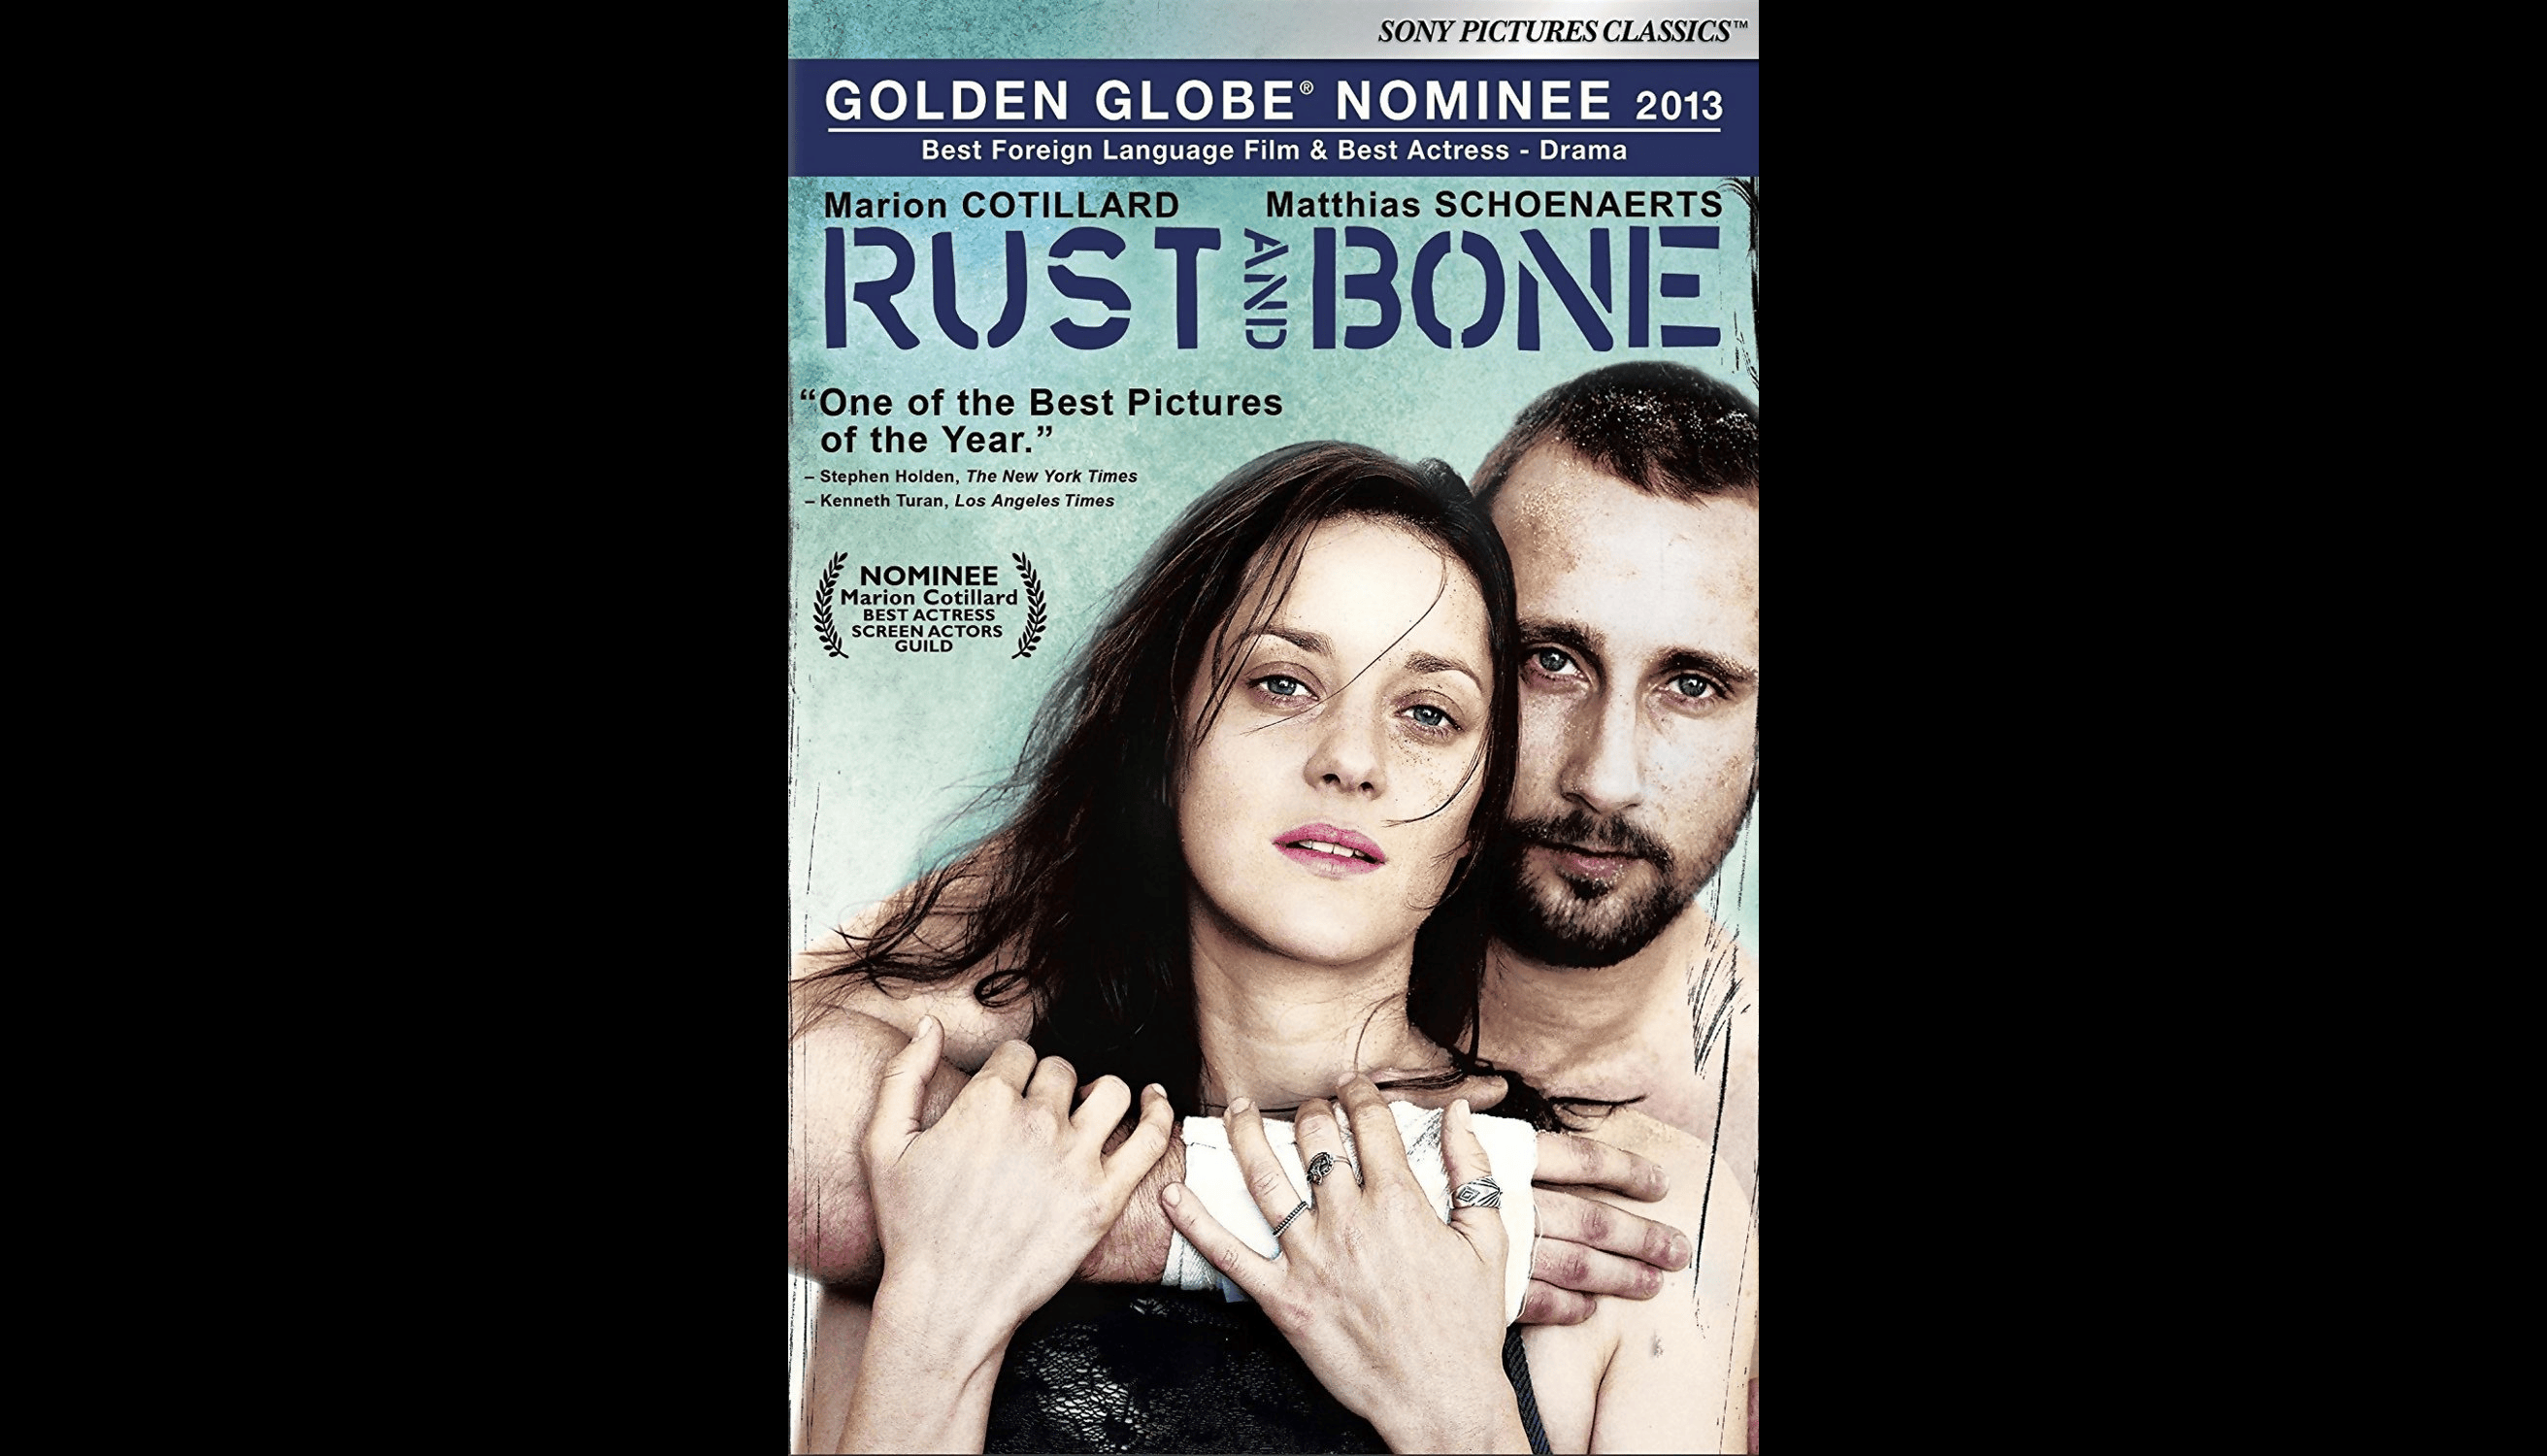 SONY PICTURES CLASSICS™
GOLDEN GLOBE® NOMINEE 2013
Best Foreign Language Film & Best Actress - Drama
Marion COTILLARD Matthias SCHOENAERTS
RUST AND BONE
“One of the Best Pictures
of the Year.”
– Stephen Holden, The New York Times
– Kenneth Turan, Los Angeles Times
NOMINEE
Marion Cotillard
BEST ACTRESS
SCREEN ACTORS
GUILD